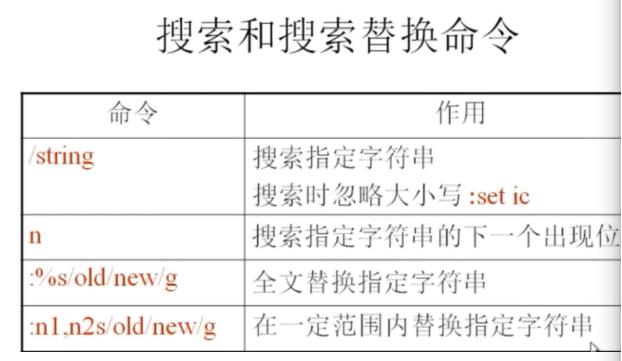 搜索和搜索替换命令
命令 作用
/string 搜索指定字符串
搜索时忽略大小写 :set ic
n 搜索指定字符串的下一个出现位
:%s/old/new/g 全文替换指定字符串
:n1,n2s/old/new/g 在一定范围内替换指定字符串